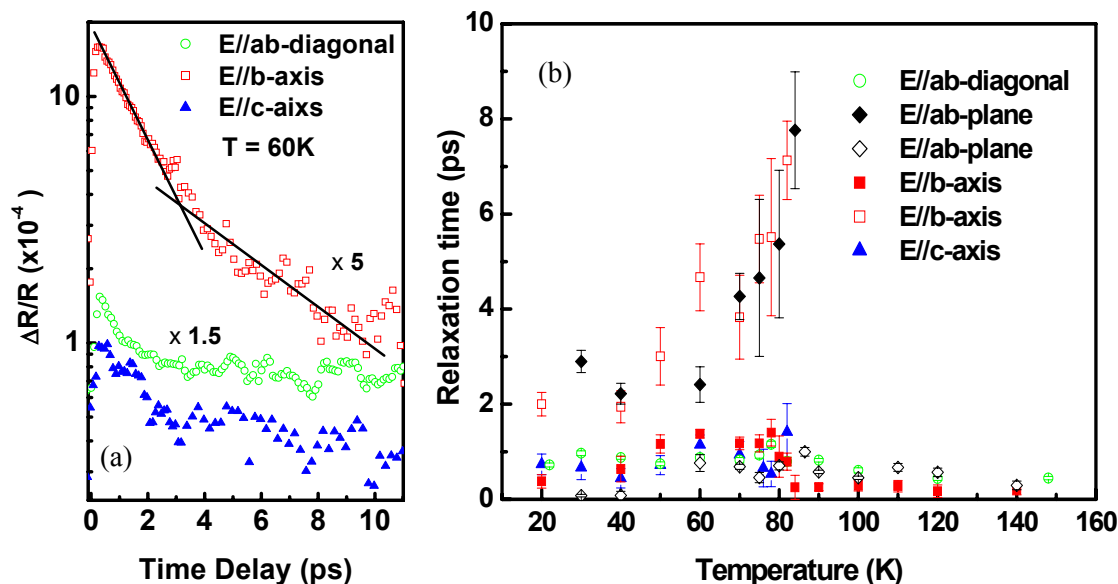 (a)
E//ab-diagonal
E//b-axis
E//c-aixs
T = 60K
x 5
x 1.5
10
1
ΔR/R (x10⁻⁴)
0 2 4 6 8 10
Time Delay (ps)
(b)
E//ab-diagonal
E//ab-plane
E//ab-plane
E//b-axis
E//b-axis
E//c-axis
10
8
6
4
2
0
Relaxation time (ps)
20 40 60 80 100 120 140 160
Temperature (K)